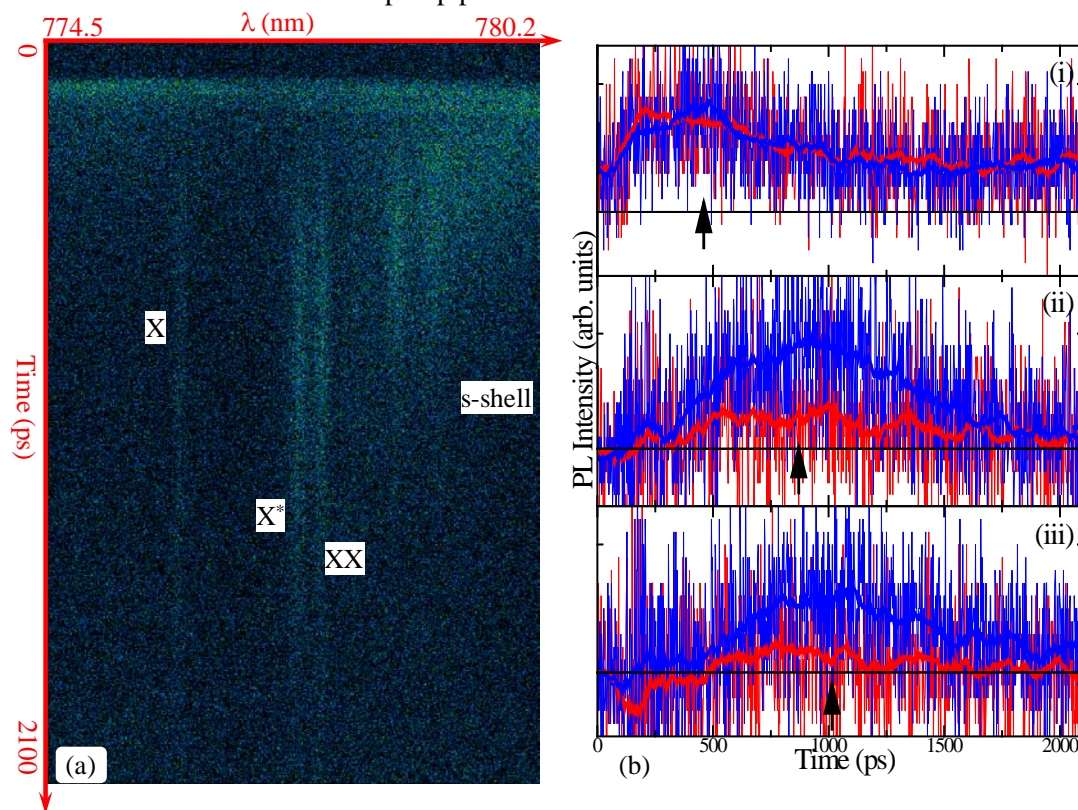 774.5 λ (nm) 780.2
0
Time (ps)
2100
X
s-shell
X*
XX
(a)
PL Intensity (arb. units)
(i)
(ii)
(iii)
0 500 1000 1500 2000
(b) Time (ps)